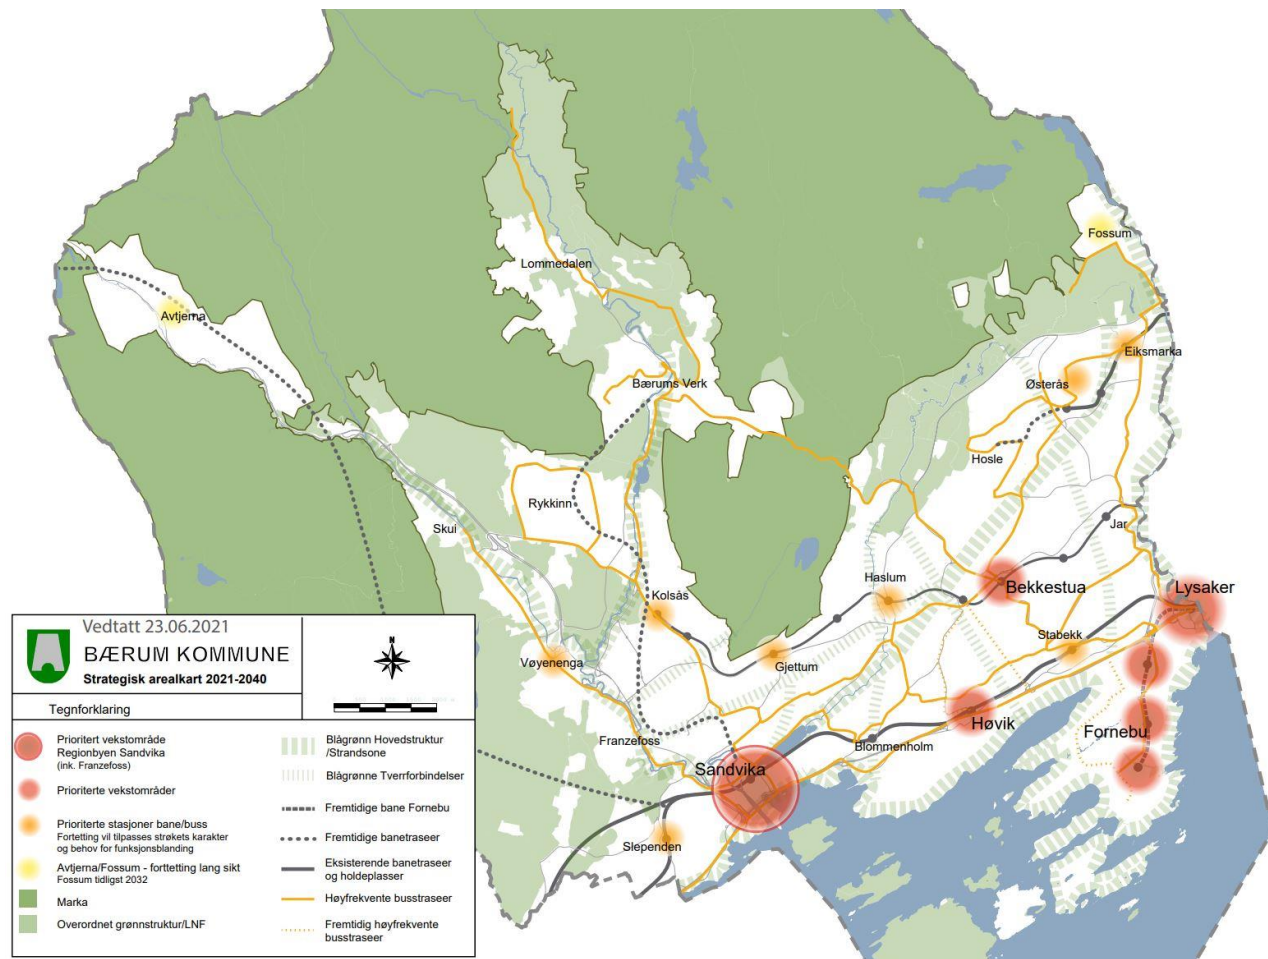 Fossum
Lommedalen
Avtjerna
Eiksmarka
Bærums Verk
Østerås
Hosle
Rykkinn
Jar
Skui
Haslum
Bekkestua
Lysaker
Kolsås
Stabekk
Vøyenenga
Gjettum
Høvik
Fornebu
Franzefoss
Blommenholm
Sandvika
Slependen
Vedtatt 23.06.2021
BÆRUM KOMMUNE
Strategisk arealkart 2021-2040
N
Tegnforklaring
Prioritert vekstområde
Regionbyen Sandvika
(ink. Franzefoss)
Prioriterte vekstområder
Prioriterte stasjoner bane/buss
Fortetting vil tilpasses strøkets karakter
og behov for funksjonsblanding
Avtjerna/Fossum - forttetting lang sikt
Fossum tidligst 2032
Marka
Overordnet grønnstruktur/LNF
Blågrønn Hovedstruktur
/Strandsone
Blågrønne Tverrforbindelser
Fremtidige bane Fornebu
Fremtidige banetraseer
Eksisterende banetraseer
og holdeplasser
Høyfrekvente busstraseer
Fremtidig høyfrekvente
busstraseer